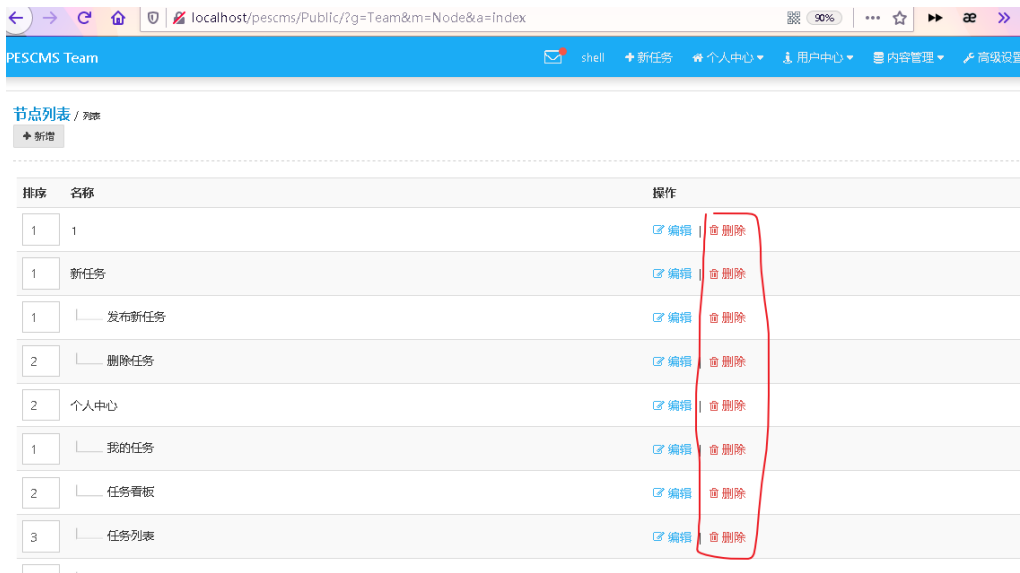 localhost/pescms/Public/?g=Team&m=Node&a=index 90%
PESCMS Team shell 新任务 个人中心 用户中心 内容管理 高级设置
节点列表 / 列表
新增
排序 名称 操作
1 1 编辑 | 删除
1 新任务 编辑 | 删除
1 发布新任务 编辑 | 删除
2 删除任务 编辑 | 删除
2 个人中心 编辑 | 删除
1 我的任务 编辑 | 删除
2 任务看板 编辑 | 删除
3 任务列表 编辑 | 删除